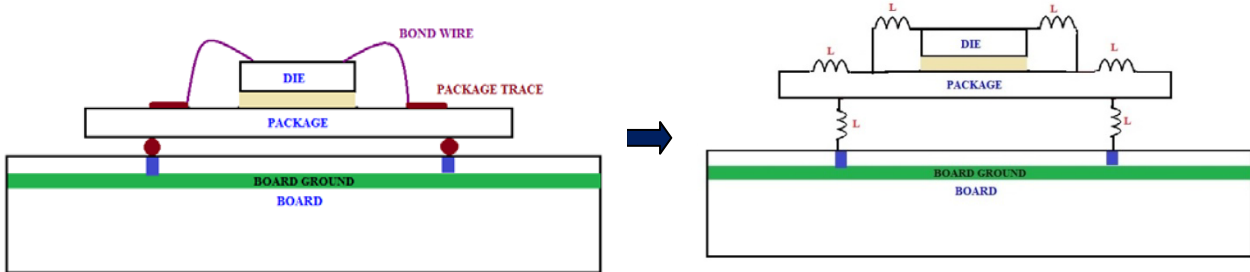 BOND WIRE
DIE
PACKAGE TRACE
PACKAGE
BOARD GROUND
BOARD
L
L
L
DIE
L
PACKAGE
L
L
BOARD GROUND
BOARD